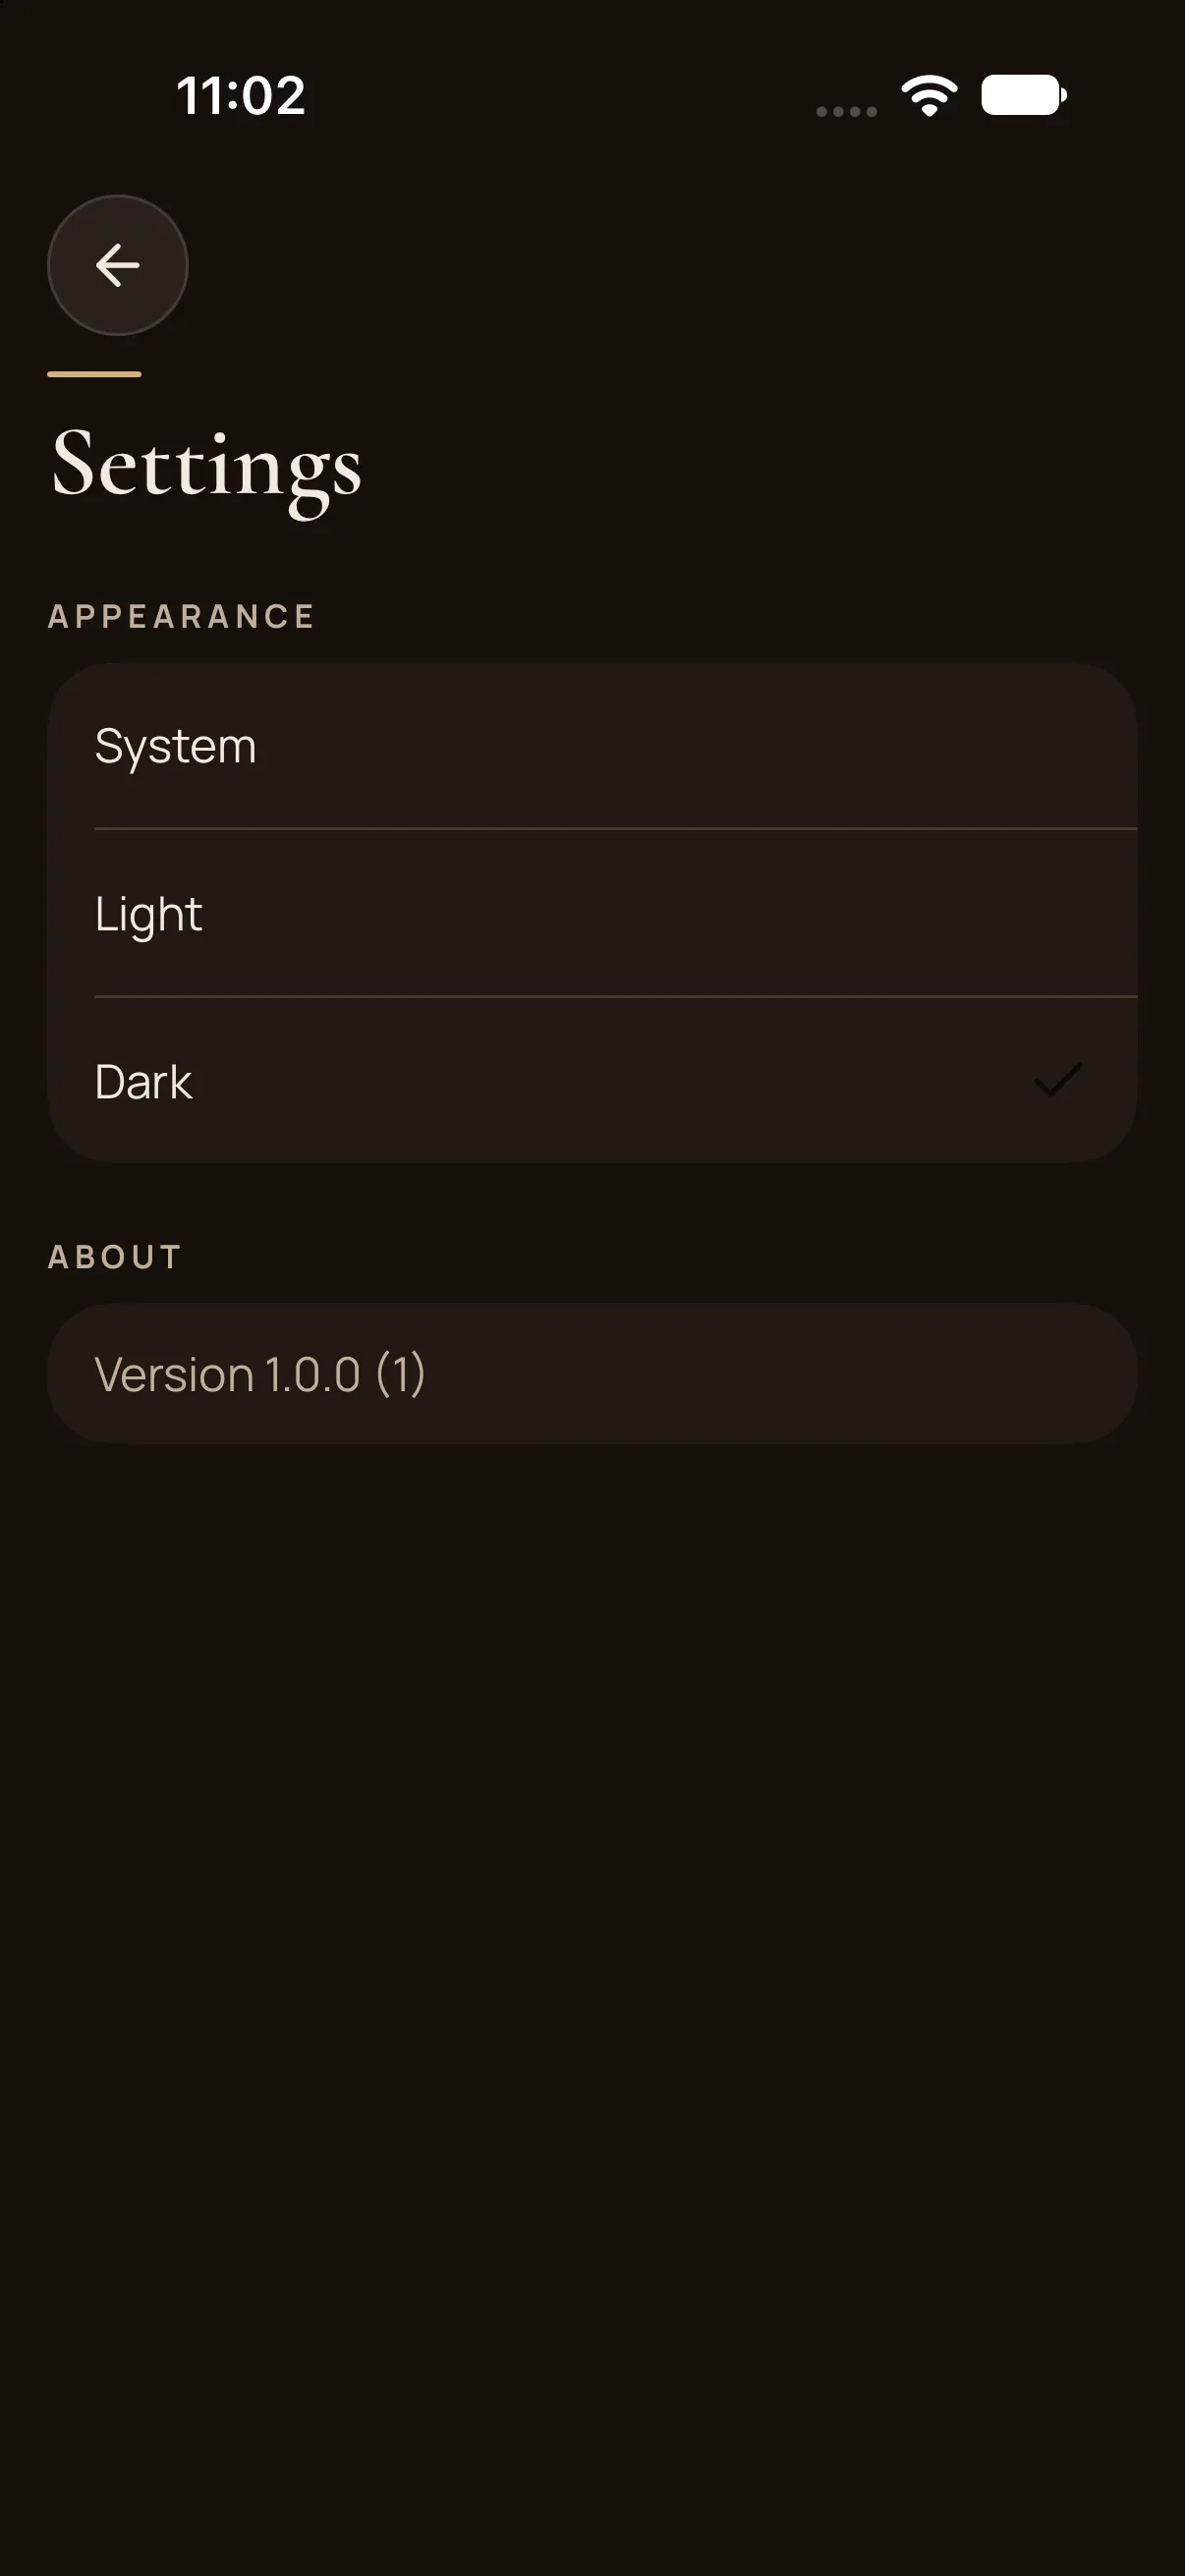 11:02
Settings
APPEARANCE
System
Light
Dark
ABOUT
Version 1.0.0 (1)